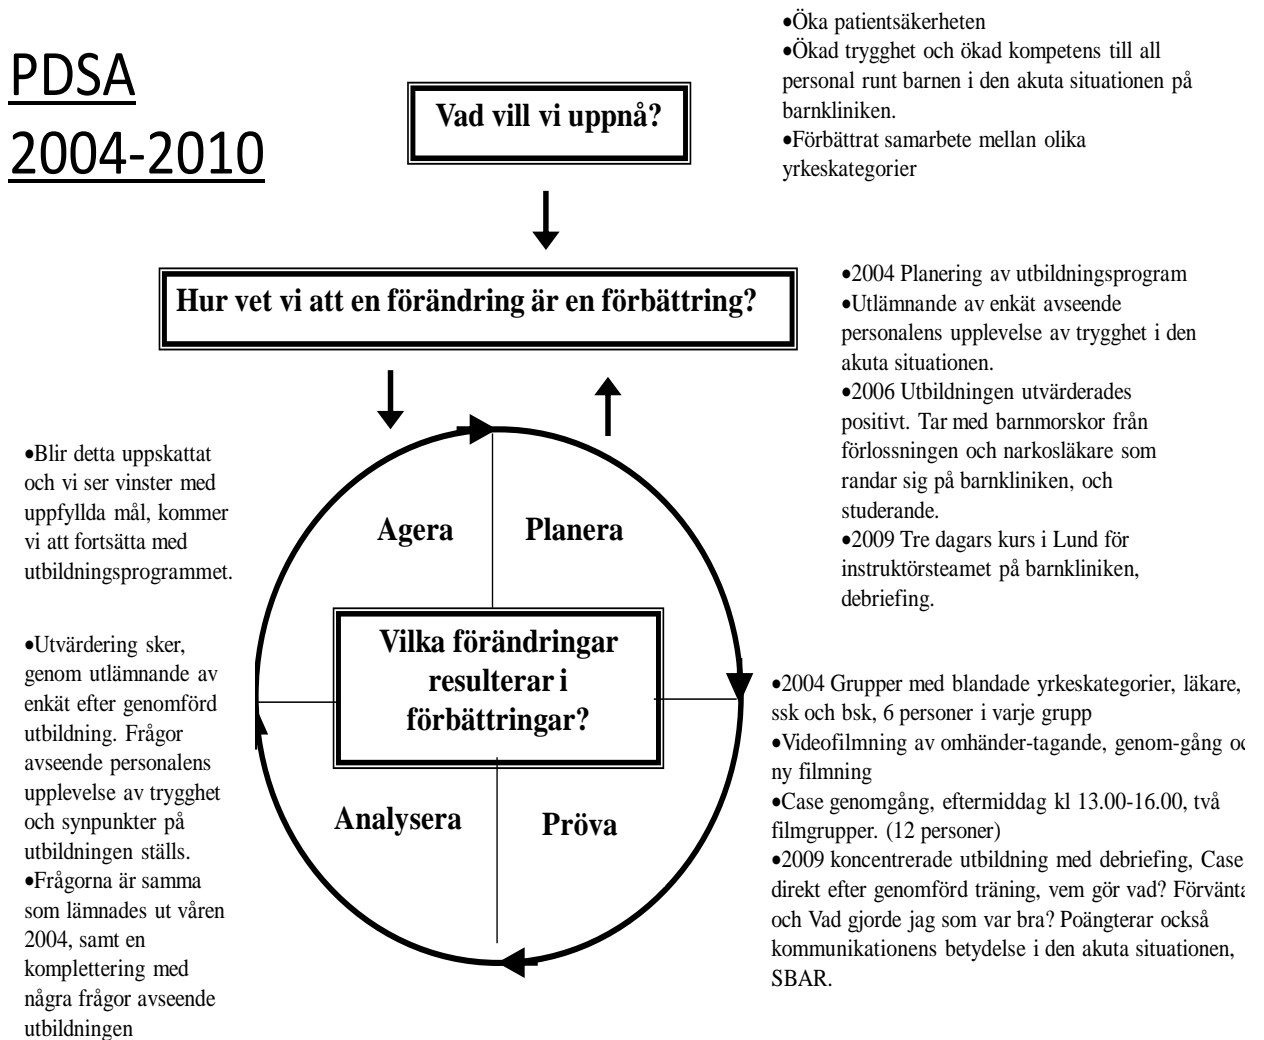 PDSA
2004-2010
Vad vill vi uppnå?
•Öka patientsäkerheten
•Ökad trygghet och ökad kompetens till all
personal runt barnen i den akuta situationen på
barnkliniken.
•Förbättrat samarbete mellan olika
yrkeskategorier
Hur vet vi att en förändring är en förbättring?
•2004 Planering av utbildningsprogram
•Utlämnande av enkät avseende
personalens upplevelse av trygghet i den
akuta situationen.
•2006 Utbildningen utvärderades
positivt. Tar med barnmorskor från
förlossningen och narkosläkare som
randar sig på barnkliniken, och
studerande.
•2009 Tre dagars kurs i Lund för
instruktörsteamet på barnkliniken,
debriefing.
•Blir detta uppskattat
och vi ser vinster med
uppfyllda mål, kommer
vi att fortsätta med
utbildningsprogrammet.
Agera
Planera
Vilka förändringar
resulterar i
förbättringar?
Analysera
Pröva
•Utvärdering sker,
genom utlämnande av
enkät efter genomförd
utbildning. Frågor
avseende personalens
upplevelse av trygghet
och synpunkter på
utbildningen ställs.
•Frågorna är samma
som lämnades ut våren
2004, samt en
komplettering med
några frågor avseende
utbildningen
•2004 Grupper med blandade yrkeskategorier, läkare,
ssk och bsk, 6 personer i varje grupp
•Videofilmning av omhänder-tagande, genom-gång
ny filmning
•Case genomgång, eftermiddag kl 13.00-16.00, två
filmgrupper. (12 personer)
•2009 koncentrerade utbildning med debriefing, Case
direkt efter genomförd träning, vem gör vad?
och Vad gjorde jag som var bra? Poängterar också
kommunikationens betydelse i den akuta situationen,
SBAR.